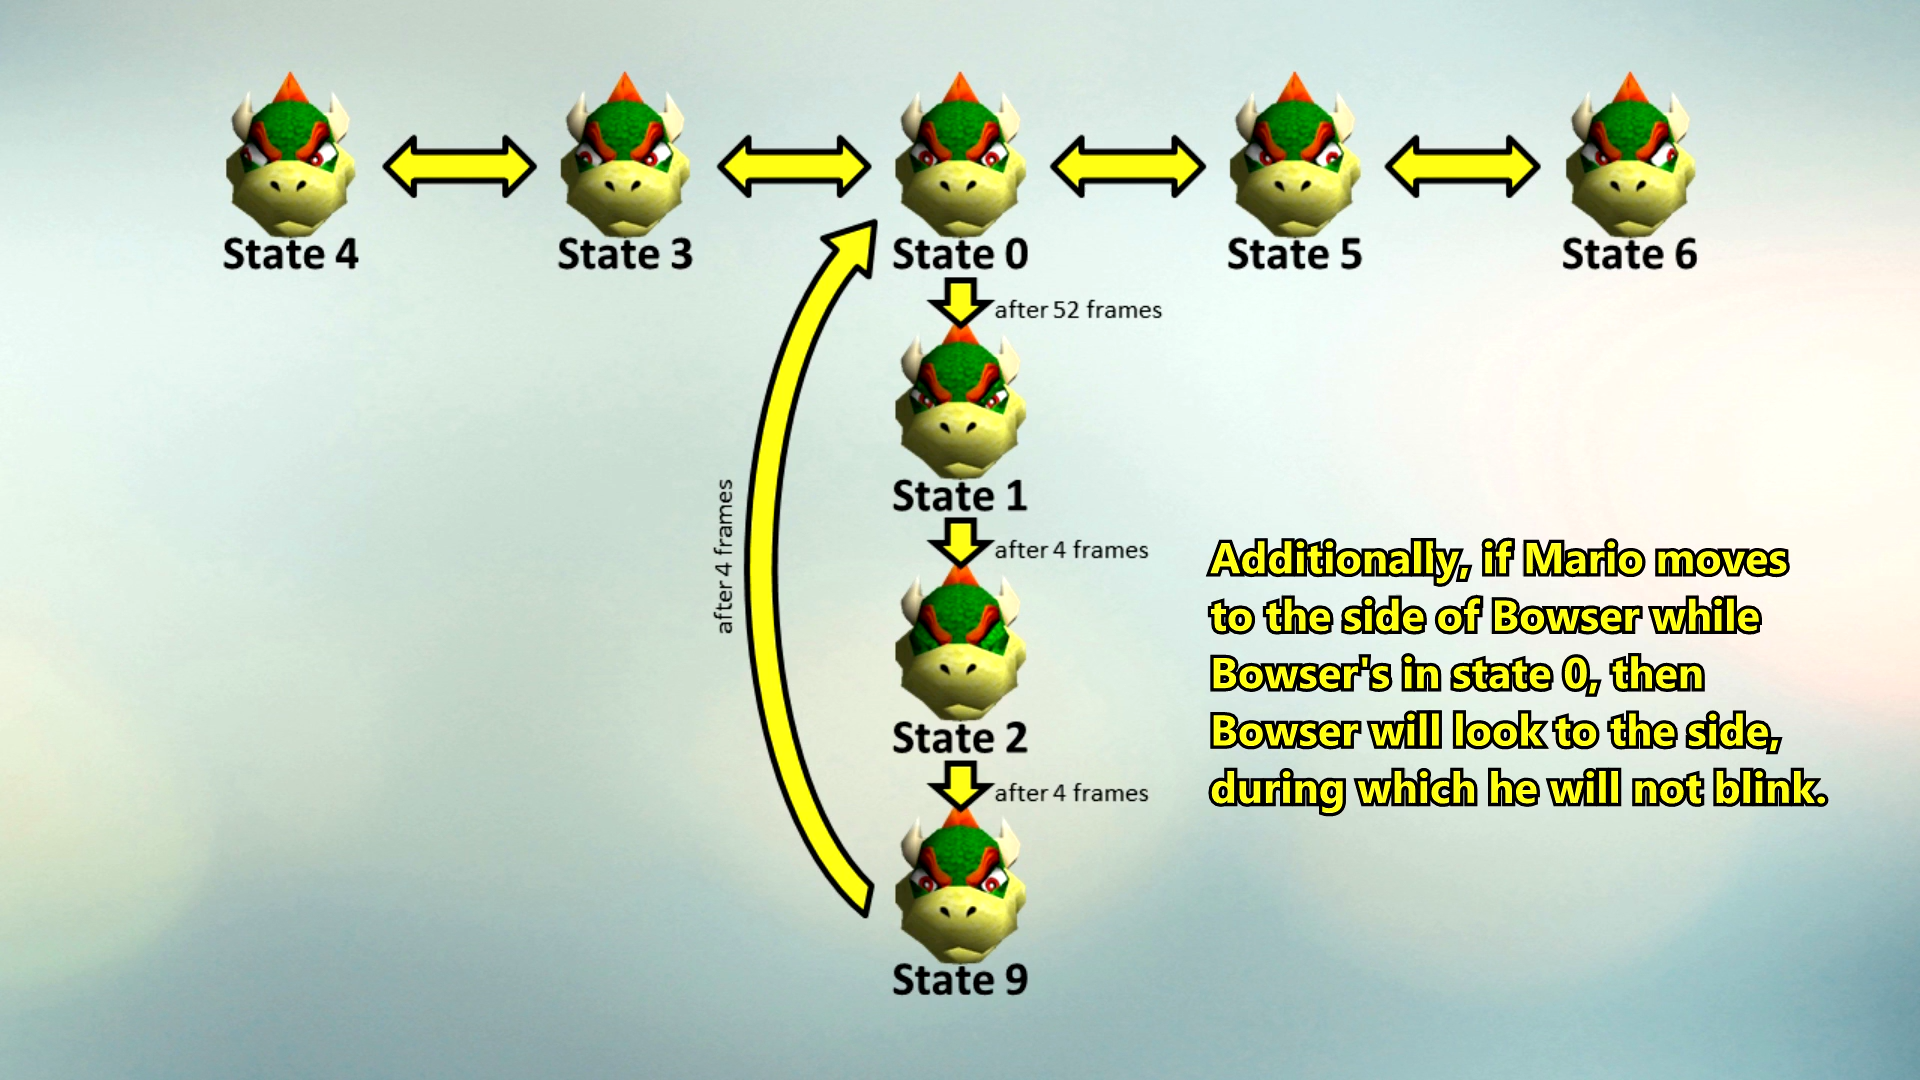 State 4
State 3
State 0
State 5
State 6
after 52 frames
State 1
after 4 frames
after 4 frames
State 2
after 4 frames
State 9
Additionally, if Mario moves
to the side of Bowser while
Bowser's in state 0, then
Bowser will look to the side,
during which he will not blink.